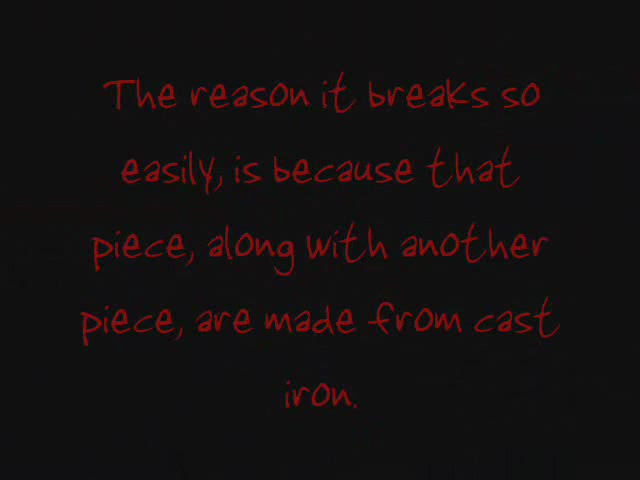 The reason it breaks so
easily, is because that
piece, along with another
piece, are made from cast
iron.